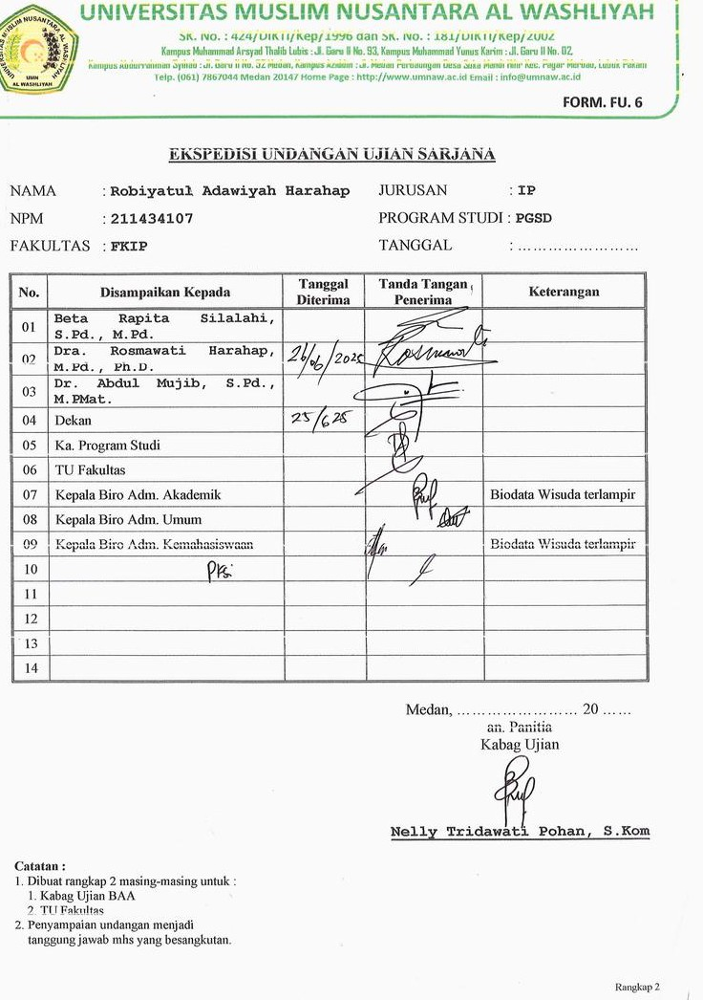 UNIVERSITAS MUSLIM NUSANTARA AL WASHLIYAH
SK. No. : 424/DIKTI/Kep/1996 dan SK. No. : 181/DIKTI/Kep/2002
Kampus Muhammad Arsyad Thalib Lubis : Jl. Garu II No. 93, Kampus Muhammad Yunus Karim : Jl. Garu II No. 02,
Kampus Abdurrahman Syihab : Jl. Garu II No. 52 Medan, Kampus Aziddin : Jl. Medan Perbaungan Desa Suka Mandi Hilir Kec. Pagar Merbau, Lubuk Pakam
Telp. (061) 7867044 Medan 20147 Home Page : http://www.umnaw.ac.id Email : info@umnaw.ac.id
UMN
AL WASHLIYAH
FORM. FU. 6
EKSPEDISI UNDANGAN UJIAN SARJANA
NAMA : Robiyatul Adawiyah Harahap JURUSAN : IP
NPM : 211434107 PROGRAM STUDI : PGSD
FAKULTAS : FKIP TANGGAL : ........................
No. Disampaikan Kepada Tanggal Diterima Tanda Tangan Penerima Keterangan
01 Beta Rapita Silalahi, S.Pd., M.Pd.
02 Dra. Rosmawati Harahap, M.Pd., Ph.D. 26/06/2025
03 Dr. Abdul Mujib, S.Pd., M.PMat.
04 Dekan 25/6 25
05 Ka. Program Studi
06 TU Fakultas
07 Kepala Biro Adm. Akademik Biodata Wisuda terlampir
08 Kepala Biro Adm. Umum
09 Kepala Biro Adm. Kemahasiswaan Biodata Wisuda terlampir
10
11
12
13
14
Medan, ........................ 20 ......
an. Panitia
Kabag Ujian
Nelly Tridawati Pohan, S.Kom
Catatan :
1. Dibuat rangkap 2 masing-masing untuk :
1. Kabag Ujian BAA
2. TU Fakultas
2. Penyampaian undangan menjadi
tanggung jawab mhs yang besangkutan.
Rangkap 2